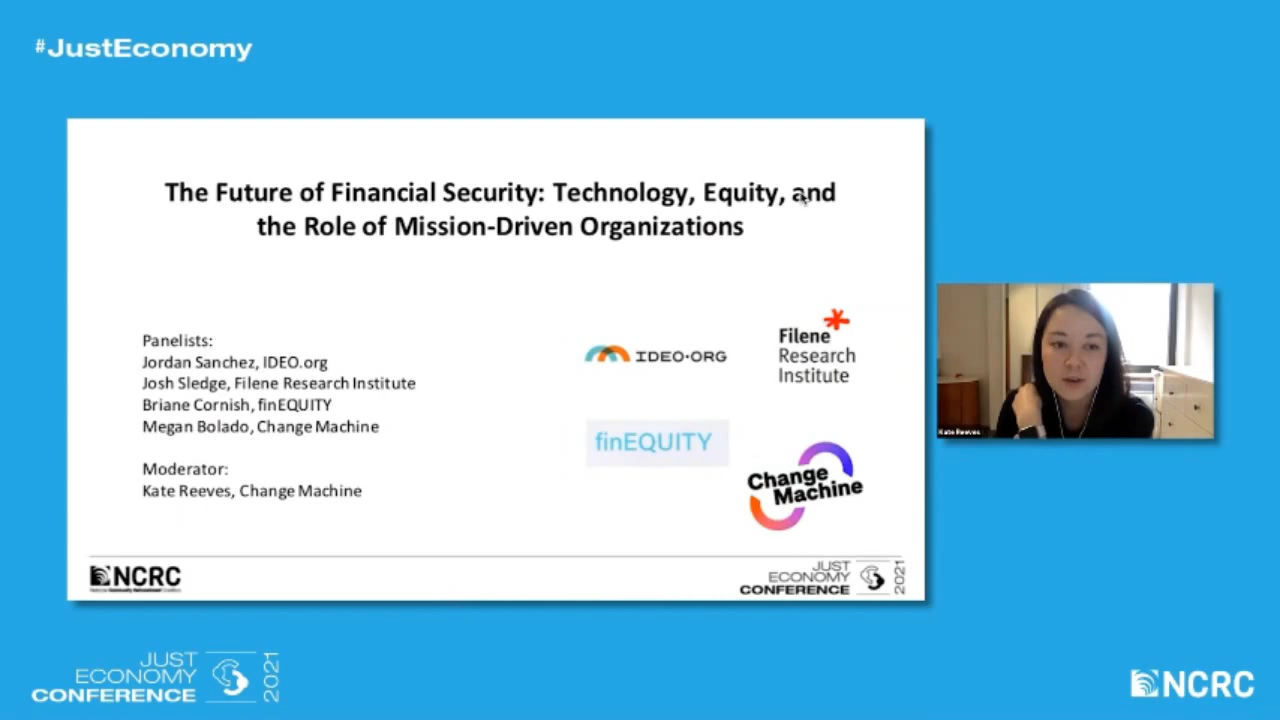 #JustEconomy
The Future of Financial Security: Technology, Equity, and
the Role of Mission-Driven Organizations
Panelists:
Jordan Sanchez, IDEO.org
Josh Sledge, Filene Research Institute
Briane Cornish, finEQUITY
Megan Bolado, Change Machine
Moderator:
Kate Reeves, Change Machine
IDEO.ORG
Filene
Research
Institute
finEQUITY
Change
Machine
Kate Reeves
NCRC
JUST
ECONOMY
CONFERENCE
2021
JUST
ECONOMY
CONFERENCE
2021
NCRC